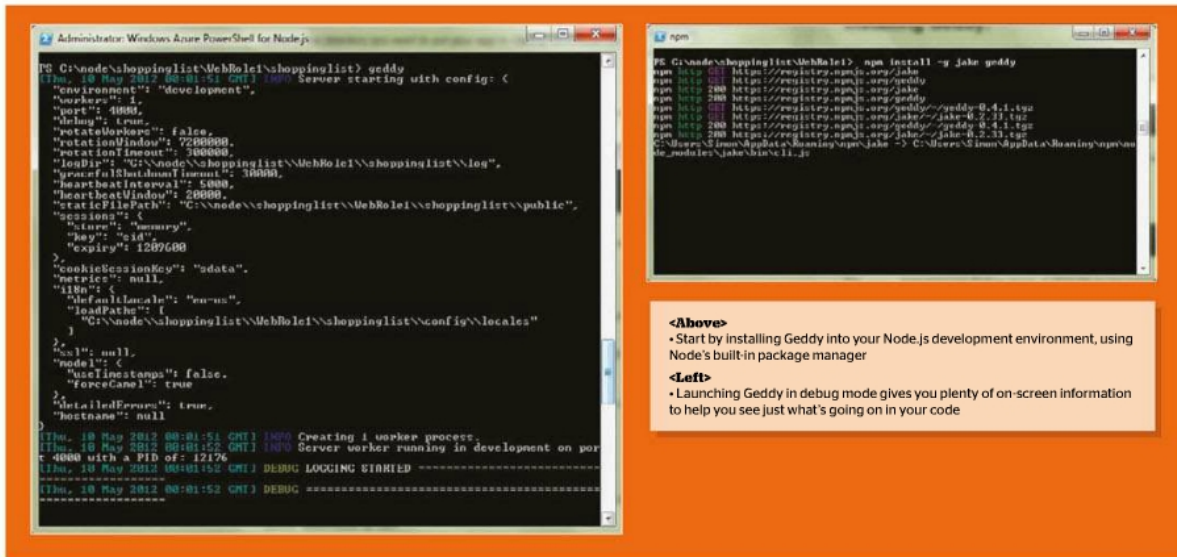 Administrator: Windows Azure PowerShell for Node.js
PS C:\node\shoppinglist\WebRole1\shoppinglist> geddy
[Thu, 10 May 2012 00:01:51 GMT] INFO Server starting with config: {
"environment": "development",
"workers": 1,
"port": 4000,
"debug": true,
"rotateWorkers": false,
"rotationWindow": 7200000,
"rotationTimeout": 300000,
"logDir": "C:\\node\\shoppinglist\\WebRole1\\shoppinglist\\log",
"gracefulShutdownTimeout": 30000,
"heartbeatInterval": 5000,
"heartbeatWindow": 20000,
"staticFilePath": "C:\\node\\shoppinglist\\WebRole1\\shoppinglist\\public",
"sessions": {
"store": "memory",
"key": "sid",
"expiry": 1209600
},
"cookieSessionKey": "sdata",
"metrics": null,
"i18n": {
"defaultLocale": "en-us",
"loadPaths": [
"C:\\node\\shoppinglist\\WebRole1\\shoppinglist\\config\\locales"
]
},
"ssl": null,
"model": {
"useTimestamps": false,
"forceCamel": true
},
"detailedErrors": true,
"hostname": null
}
[Thu, 10 May 2012 00:01:51 GMT] INFO Creating 1 worker process.
[Thu, 10 May 2012 00:01:52 GMT] INFO Server worker running in development on por
t 4000 with a PID of: 12176
[Thu, 10 May 2012 00:01:52 GMT] DEBUG LOGGING STARTED ============================
==================
[Thu, 10 May 2012 00:01:52 GMT] DEBUG ============================================
==================
npm
PS C:\node\shoppinglist\WebRole1> npm install -g jake geddy
npm http GET https://registry.npmjs.org/jake
npm http GET https://registry.npmjs.org/geddy
npm http 200 https://registry.npmjs.org/jake
npm http 200 https://registry.npmjs.org/geddy
npm http GET https://registry.npmjs.org/geddy/-/geddy-0.4.1.tgz
npm http GET https://registry.npmjs.org/jake/-/jake-0.2.33.tgz
npm http 200 https://registry.npmjs.org/geddy/-/geddy-0.4.1.tgz
npm http 200 https://registry.npmjs.org/jake/-/jake-0.2.33.tgz
C:\Users\Simon\AppData\Roaming\npm\jake -> C:\Users\Simon\AppData\Roaming\npm\no
de_modules\jake\bin\cli.js
<Above>
• Start by installing Geddy into your Node.js development environment, using
Node's built-in package manager
<Left>
• Launching Geddy in debug mode gives you plenty of on-screen information
to help you see just what's going on in your code